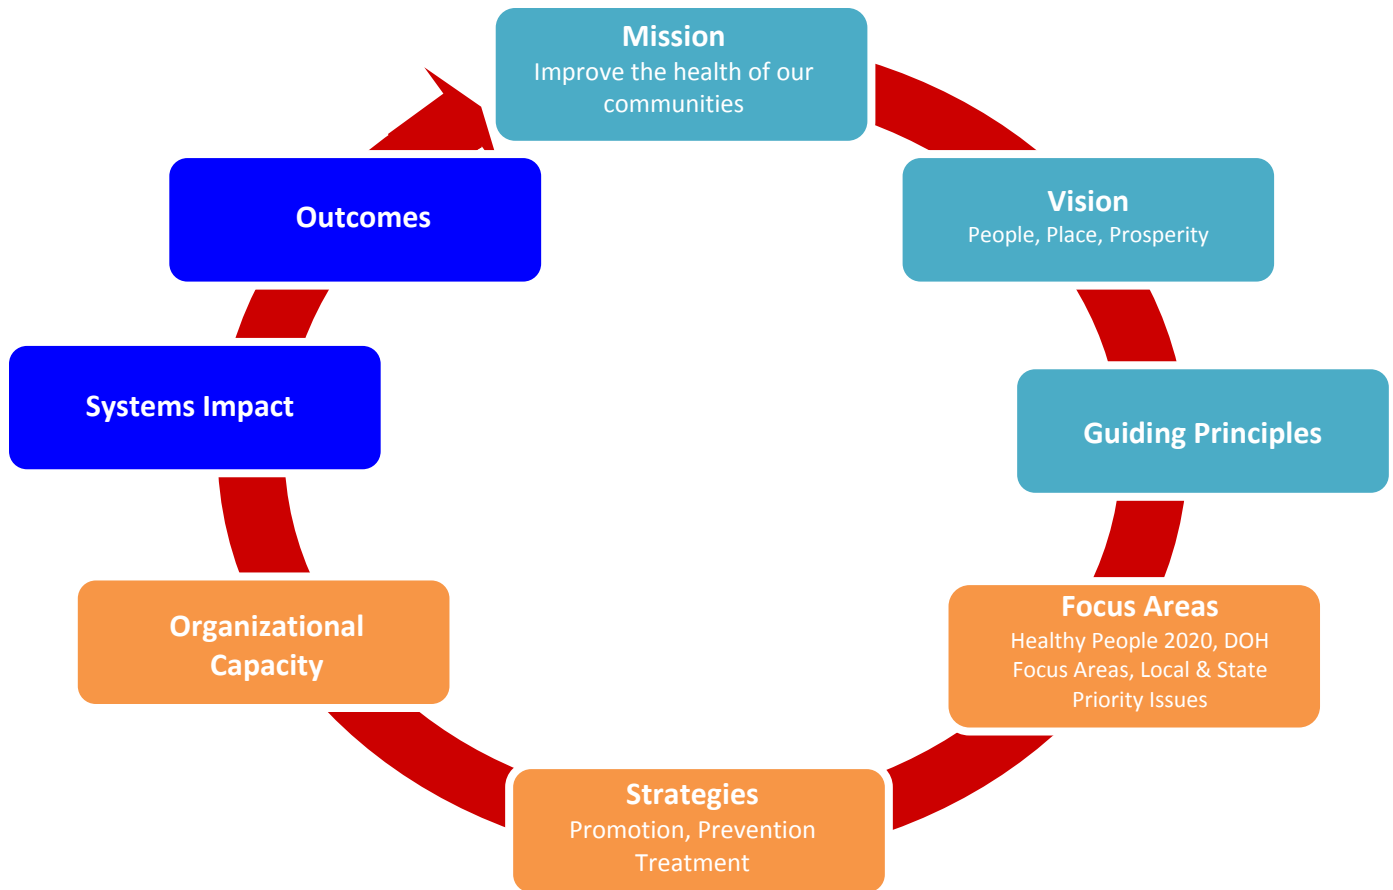 Mission
Improve the health of our
communities
Vision
People, Place, Prosperity
Guiding Principles
Focus Areas
Healthy People 2020, DOH
Focus Areas, Local & State
Priority Issues
Strategies
Promotion, Prevention
Treatment
Organizational
Capacity
Systems Impact
Outcomes